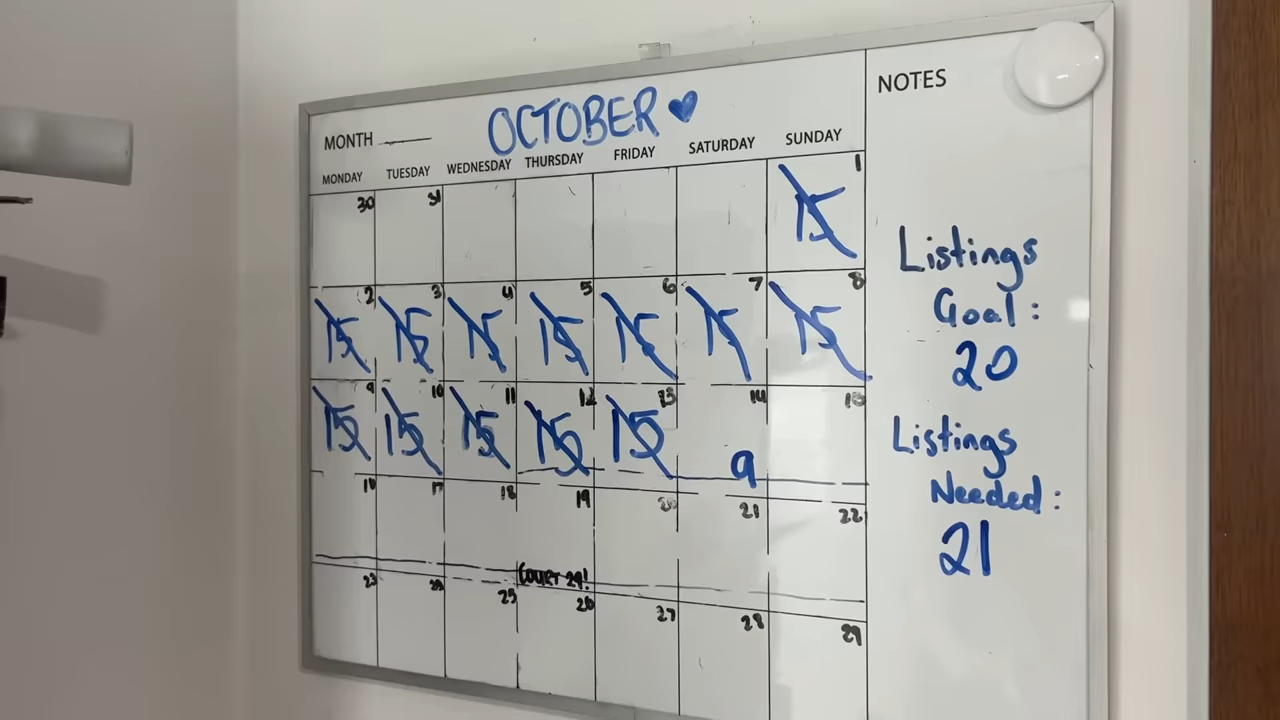 OCTOBER
MONTH
NOTES
MONDAY TUESDAY WEDNESDAY THURSDAY FRIDAY SATURDAY SUNDAY
30 31 1
15
2 3 4 5 6 7 8
15 15 15 15 15 15 15
9 10 11 12 13 14 15
15 15 15 15 15 9
16 17 18 19 20 21 22
COURT 24!
23 25 26 27 28 29
Listings
Goal:
20
Listings
Needed:
21